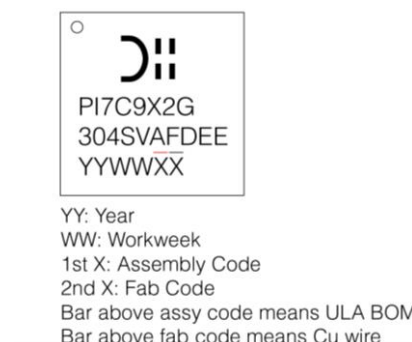 PI7C9X2G
304SVAFDEE
YYWWXX
YY: Year
WW: Workweek
1st X: Assembly Code
2nd X: Fab Code
Bar above assy code means ULA BOM
Bar above fab code means Cu wire